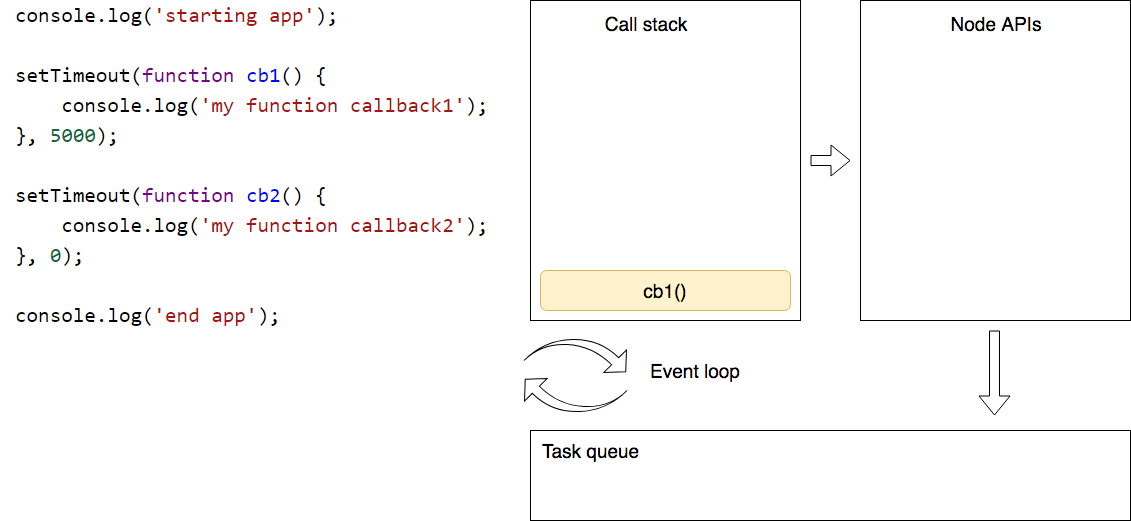 console.log('starting app');
setTimeout(function cb1() {
    console.log('my function callback1');
}, 5000);
setTimeout(function cb2() {
    console.log('my function callback2');
}, 0);
console.log('end app');
Call stack
cb1()
Node APIs
Event loop
Task queue